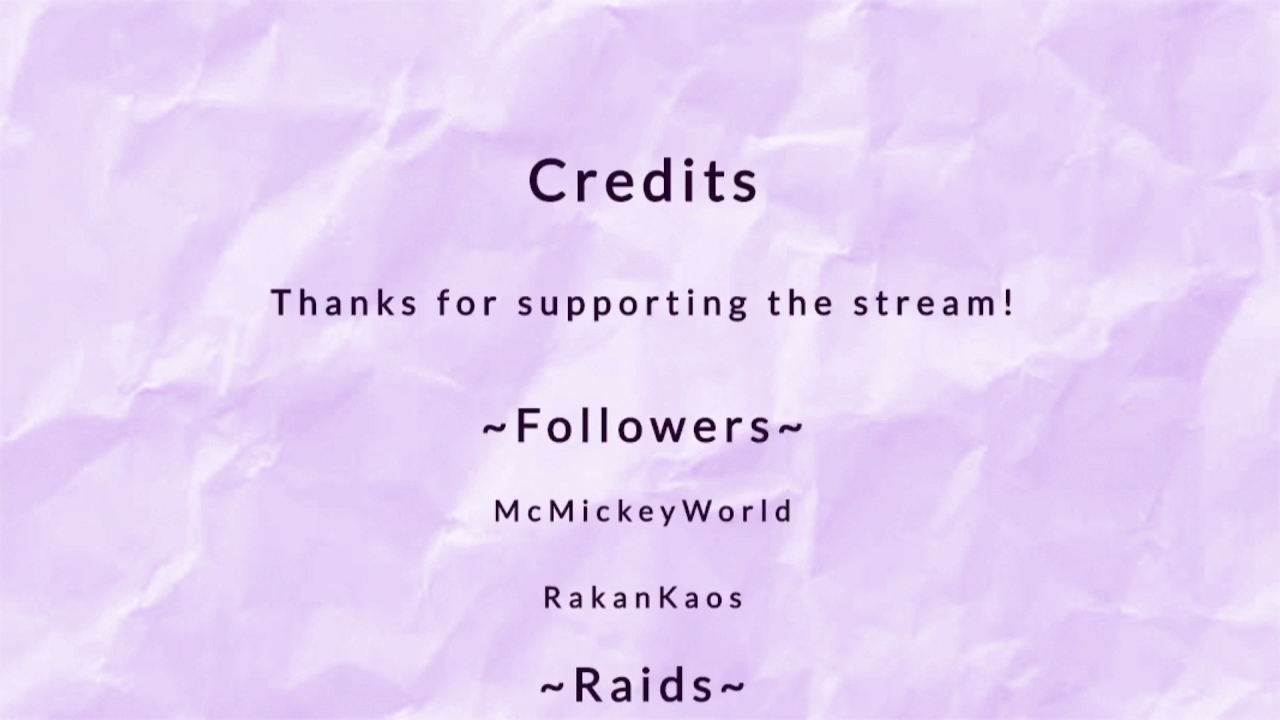 Credits
Thanks for supporting the stream!
~Followers~
McMickeyWorld
RakanKaos
~Raids~